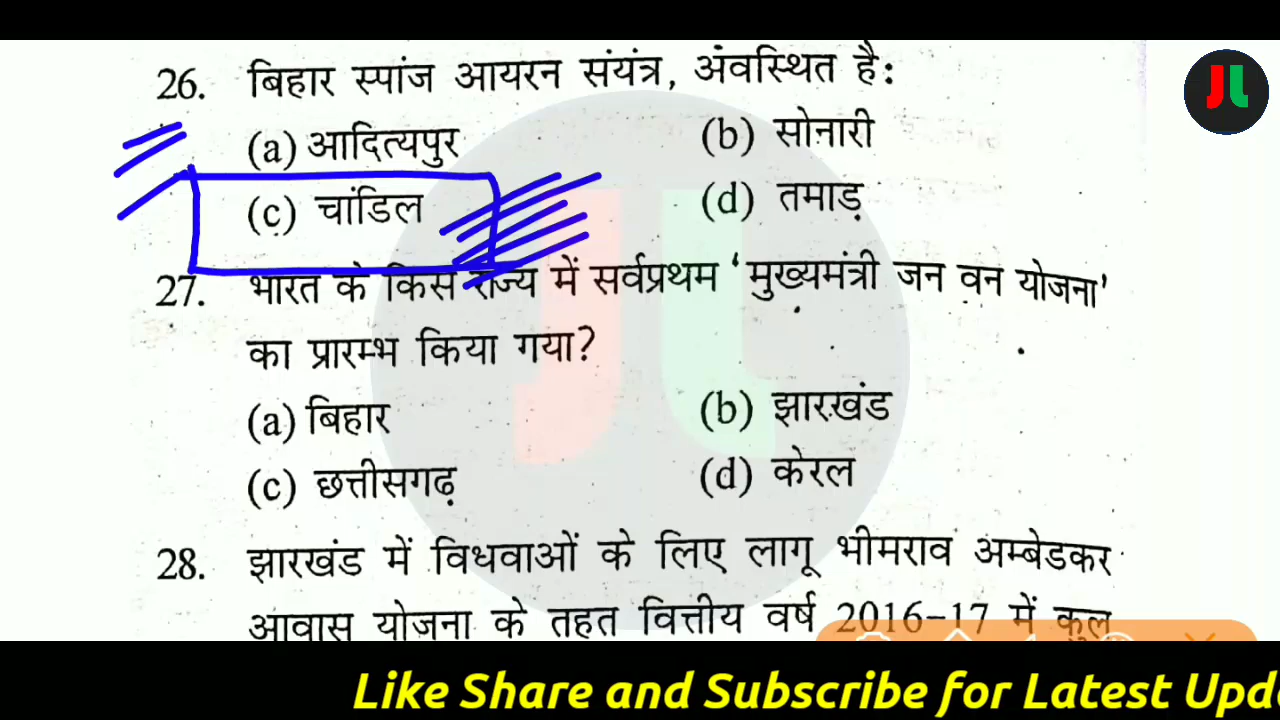 26. बिहार स्पांज आयरन संयंत्र, अंवस्थित है:
(a) आदित्यपुर (b) सोनारी
(c) चांडिल (d) तमाड़
27. भारत के किस राज्य में सर्वप्रथम 'मुख्यमंत्री जन वन योजना'
का प्रारम्भ किया गया?
(a) बिहार (b) झारखंड
(c) छत्तीसगढ़ (d) केरल
28. झारखंड में विधवाओं के लिए लागू भीमराव अम्बेडकर
आवास योजना के तहत वित्तीय वर्ष 2016-17 में कुल
JL
Like Share and Subscribe for Latest Upd